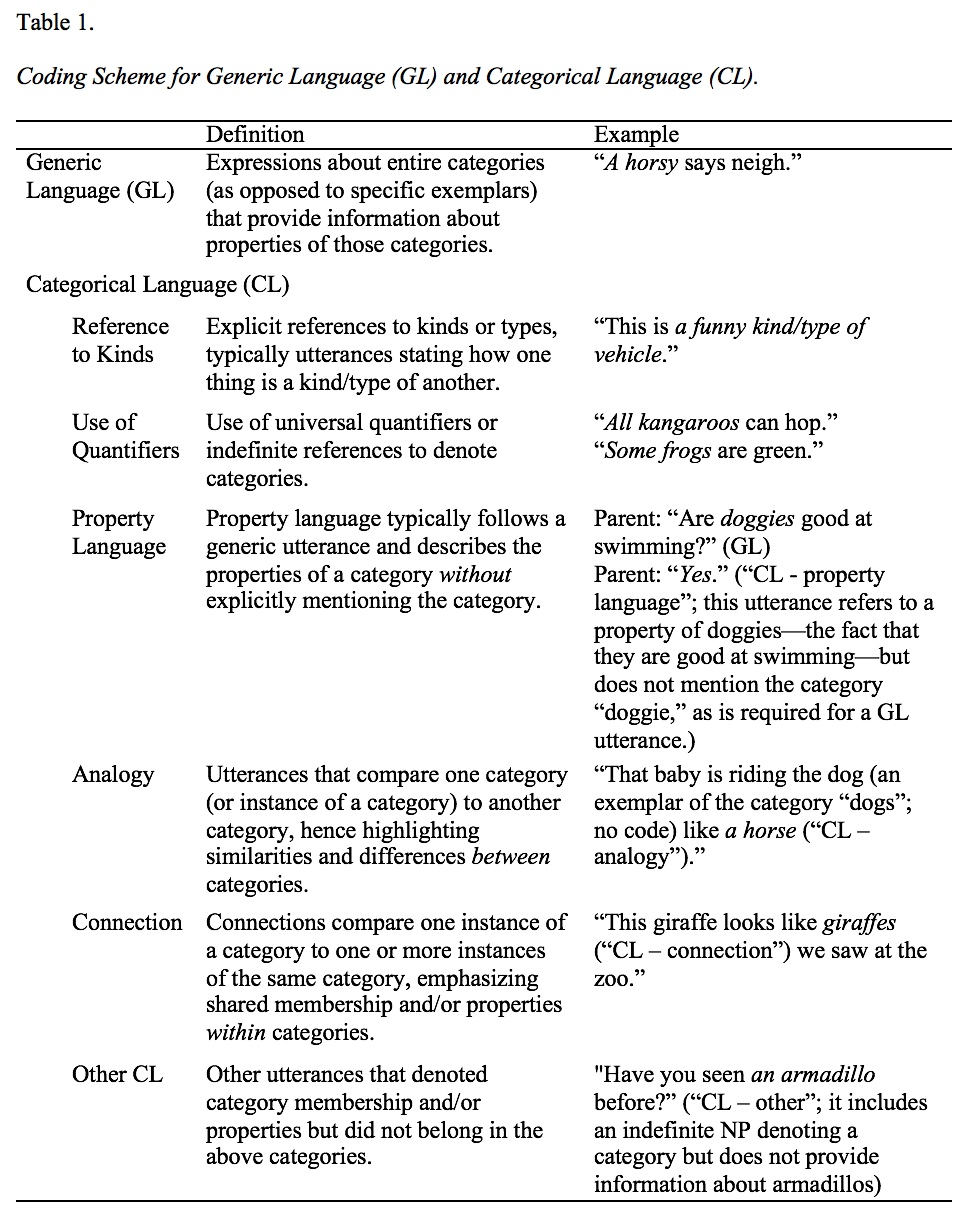 Table 1.
Coding Scheme for Generic Language (GL) and Categorical Language (CL).
Definition Example
Generic Language (GL)
Expressions about entire categories
(as opposed to specific exemplars)
that provide information about
properties of those categories.
“A horsy says neigh.”
Categorical Language (CL)
Reference
to Kinds
Explicit references to kinds or types,
typically utterances stating how one
thing is a kind/type of another.
“This is a funny kind/type of
vehicle.”
Use of
Quantifiers
Use of universal quantifiers or
indefinite references to denote
categories.
“All kangaroos can hop.”
“Some frogs are green.”
Property
Language
Property language typically follows a
generic utterance and describes the
properties of a category without
explicitly mentioning the category.
Parent: “Are doggies good at
swimming?” (GL)
Parent: “Yes.” (“CL - property
language”; this utterance refers to a
property of doggies—the fact that
they are good at swimming—but
does not mention the category
“doggie,” as is required for a GL
utterance.)
Analogy
Utterances that compare one category
(or instance of a category) to another
category, hence highlighting
similarities and differences between
categories.
“That baby is riding the dog (an
exemplar of the category “dogs”;
no code) like a horse (“CL –
analogy”).”
Connection
Connections compare one instance of
a category to one or more instances
of the same category, emphasizing
shared membership and/or properties
within categories.
“This giraffe looks like giraffes
(“CL – connection”) we saw at the
zoo.”
Other CL
Other utterances that denoted
category membership and/or
properties but did not belong in the
above categories.
"Have you seen an armadillo
before?” (“CL – other”; it includes
an indefinite NP denoting a
category but does not provide
information about armadillos)